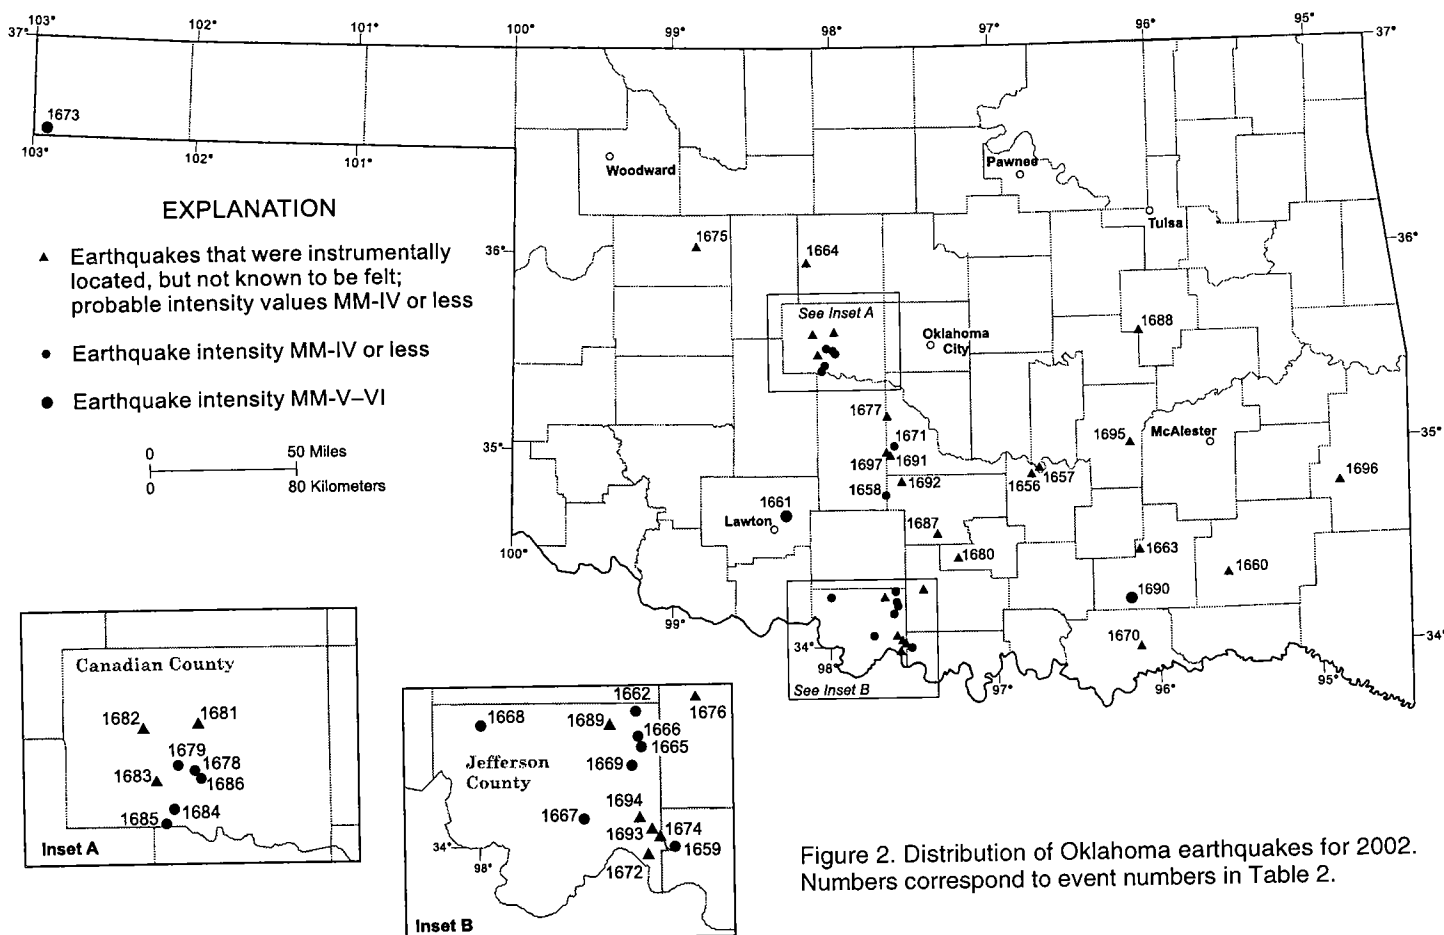 103°
102°
101°
100°
99°
98°
97°
96°
95°
37°
37°
1673
103°
102°
101°
Woodward
Pawnee
Tulsa
EXPLANATION
▲ Earthquakes that were instrumentally
located, but not known to be felt;
probable intensity values MM-IV or less
● Earthquake intensity MM-IV or less
● Earthquake intensity MM-V–VI
0 50 Miles
0 80 Kilometers
36°
1675
1664
36°
See Inset A
Oklahoma
City
1688
1677
1671
1695
McAlester
35°
35°
1697
1691
1696
1692
1656
1657
1658
1661
Lawton
1687
1663
100°
1680
1660
1690
99°
1670
34°
34°
98°
97°
96°
95°
See Inset B
Canadian County
1682
1681
1679
1678
1683
1686
1684
1685
Inset A
1662
1676
1668
1689
1666
1665
Jefferson
County
1669
1694
1667
1693
1674
34°
1659
98°
1672
Inset B
Figure 2. Distribution of Oklahoma earthquakes for 2002.
Numbers correspond to event numbers in Table 2.